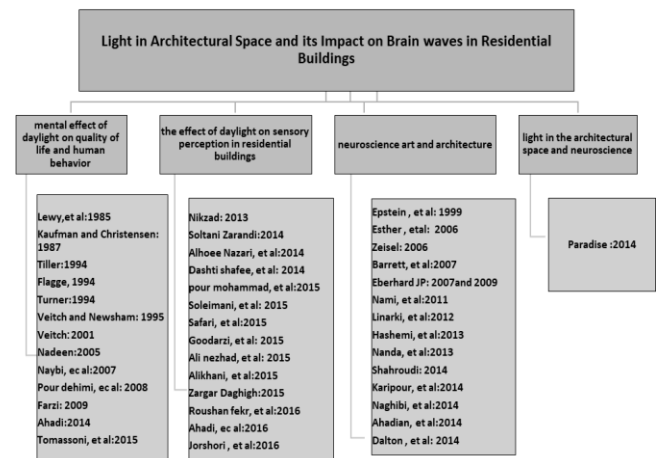 Light in Architectural Space and its Impact on Brain waves in Residential
Buildings
mental effect of
daylight on quality of
life and human
behavior
the effect of daylight on sensory
perception in residential
buildings
neuroscience art and architecture
light in the architectural
space and neuroscience
Lewy,et al:1985
Kaufman and Christensen:
1987
Tiller:1994
Flagge, 1994
Turner:1994
Veitch and Newsham: 1995
Veitch: 2001
Nadeen:2005
Naybi, ec al:2007
Pour dehimi, ec al: 2008
Farzi: 2009
Ahadi:2014
Tomassoni, et al:2015
Nikzad: 2013
Soltani Zarandi:2014
Alhoee Nazari, et al:2014
Dashti shafee, et al: 2014
pour mohammad, et al:2015
Soleimani, et al: 2015
Safari, et al:2015
Goodarzi, et al: 2015
Ali nezhad, et al: 2015
Alikhani, et al: 2015
Zargar Daghigh:2015
Roushan fekr, et al:2016
Ahadi, ec al:2016
Jorshori , et al:2016
Epstein , et al: 1999
Esther , etal:  2006
Zeisel: 2006
Barrett, et al:2007
Eberhard JP: 2007and 2009
Nami, et al:2011
Linarki, et al:2012
Hashemi, et al:2013
Nanda, et al:2013
Shahroudi: 2014
Karipour, et al:2014
Naghibi , et al:2014
Ahadian, et al:2014
Dalton , et al: 2014
Paradise :2014